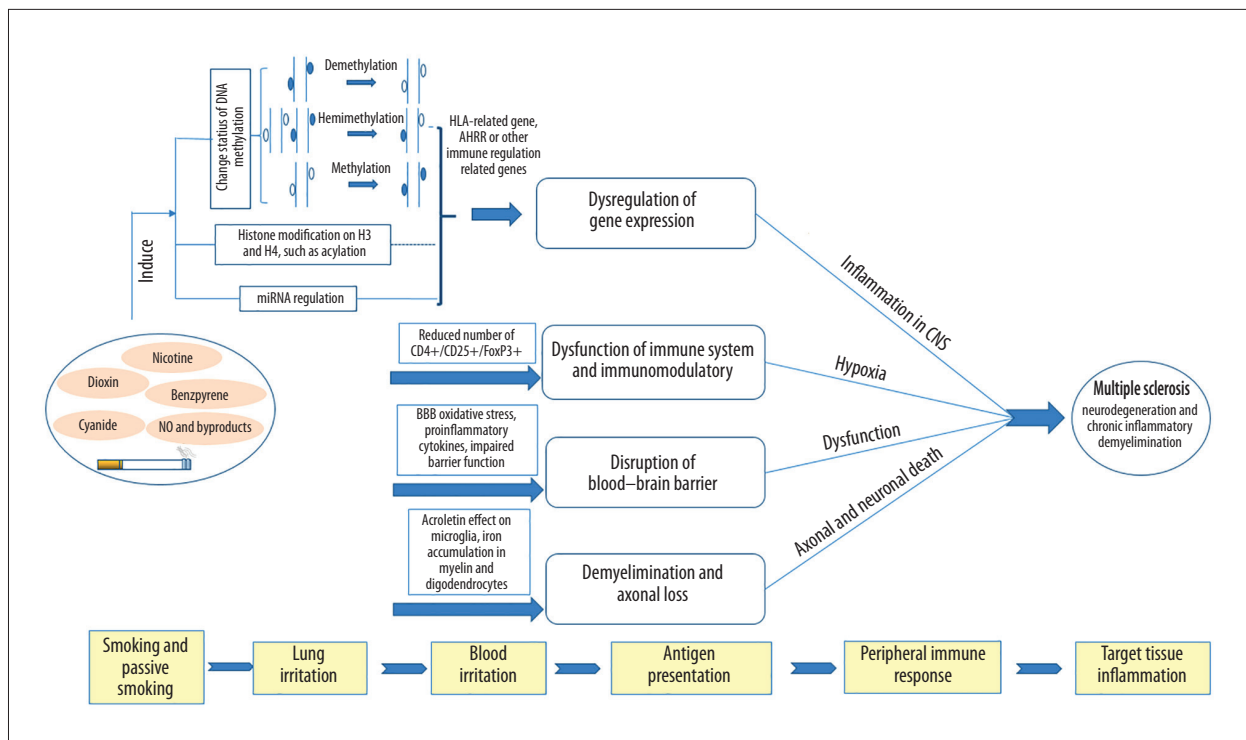 Change statius of DNA
methylation
Demethylation
Hemimethylation
Methylation
HLA-related gene,
AHRR or other
immune regulation
related genes
Dysregulation of
gene expression
Histone modification on H3
and H4, such as acylation
miRNA regulation
Induce
Nicotine
Dioxin
Benzpyrene
Cyanide
NO and byproducts
Reduced number of
CD4+/CD25+/FoxP3+
Dysfunction of immune system
and immunomodulatory
BBB oxidative stress,
proinflammatory
cytokines, impaired
barrier function
Disruption of
blood–brain barrier
Acroletin effect on
microglia, iron
accumulation in
myelin and
digodendrocytes
Demyelimination and
axonal loss
Inflammation in CNS
Hypoxia
Dysfunction
Axonal and neuronal death
Multiple sclerosis
neurodegeneration and
chronic inflammatory
demyelimination
Smoking and
passive
smoking
Lung
irritation
Blood
irritation
Antigen
presentation
Peripheral immune
response
Target tissue
inflammation